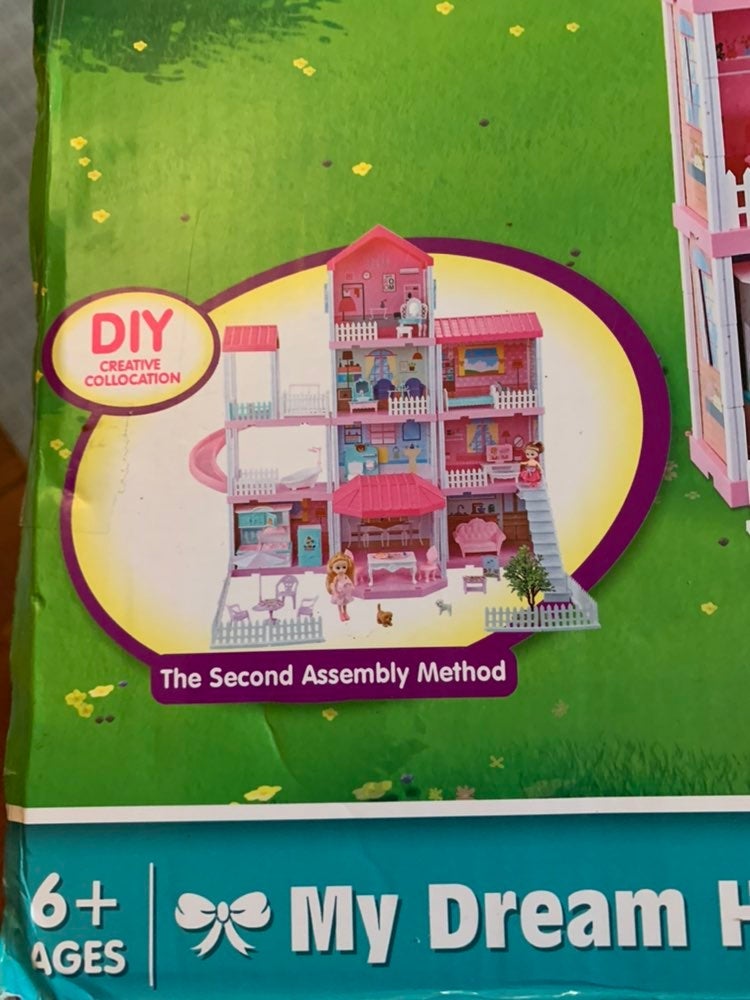 DIY
CREATIVE
COLLOCATION
The Second Assembly Method
6+
AGES
My Dream H